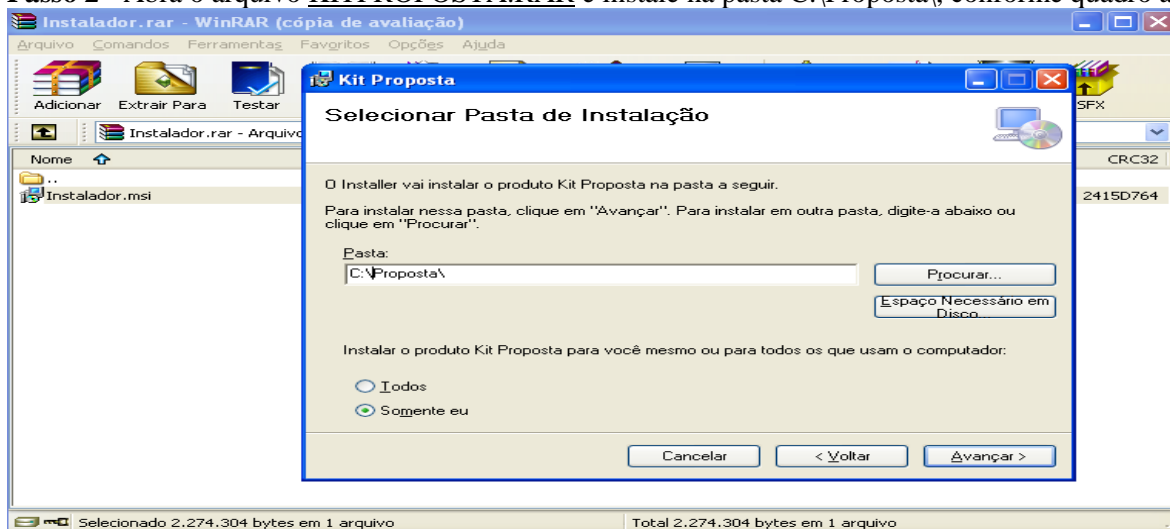 Passo 2 - Abra o arquivo KITPROPOSTA.RAR e instale na pasta C:\Proposta\, conforme quadro
Instalador.rar - WinRAR (cópia de avaliação)
Arquivo Comandos Ferramentas Favoritos Opções Ajuda
Adicionar Extrair Para Testar SFX
Instalador.rar - Arquivo
Nome CRC32
..
Instalador.msi 2415D764
Kit Proposta
Selecionar Pasta de Instalação
O Installer vai instalar o produto Kit Proposta na pasta a seguir.
Para instalar nessa pasta, clique em "Avançar". Para instalar em outra pasta, digite-a abaixo ou
clique em "Procurar".
Pasta:
C:\Proposta\
Procurar...
Espaço Necessário em
Disco...
Instalar o produto Kit Proposta para você mesmo ou para todos os que usam o computador:
Todos
Somente eu
Cancelar < Voltar Avançar >
Selecionado 2.274.304 bytes em 1 arquivo Total 2.274.304 bytes em 1 arquivo